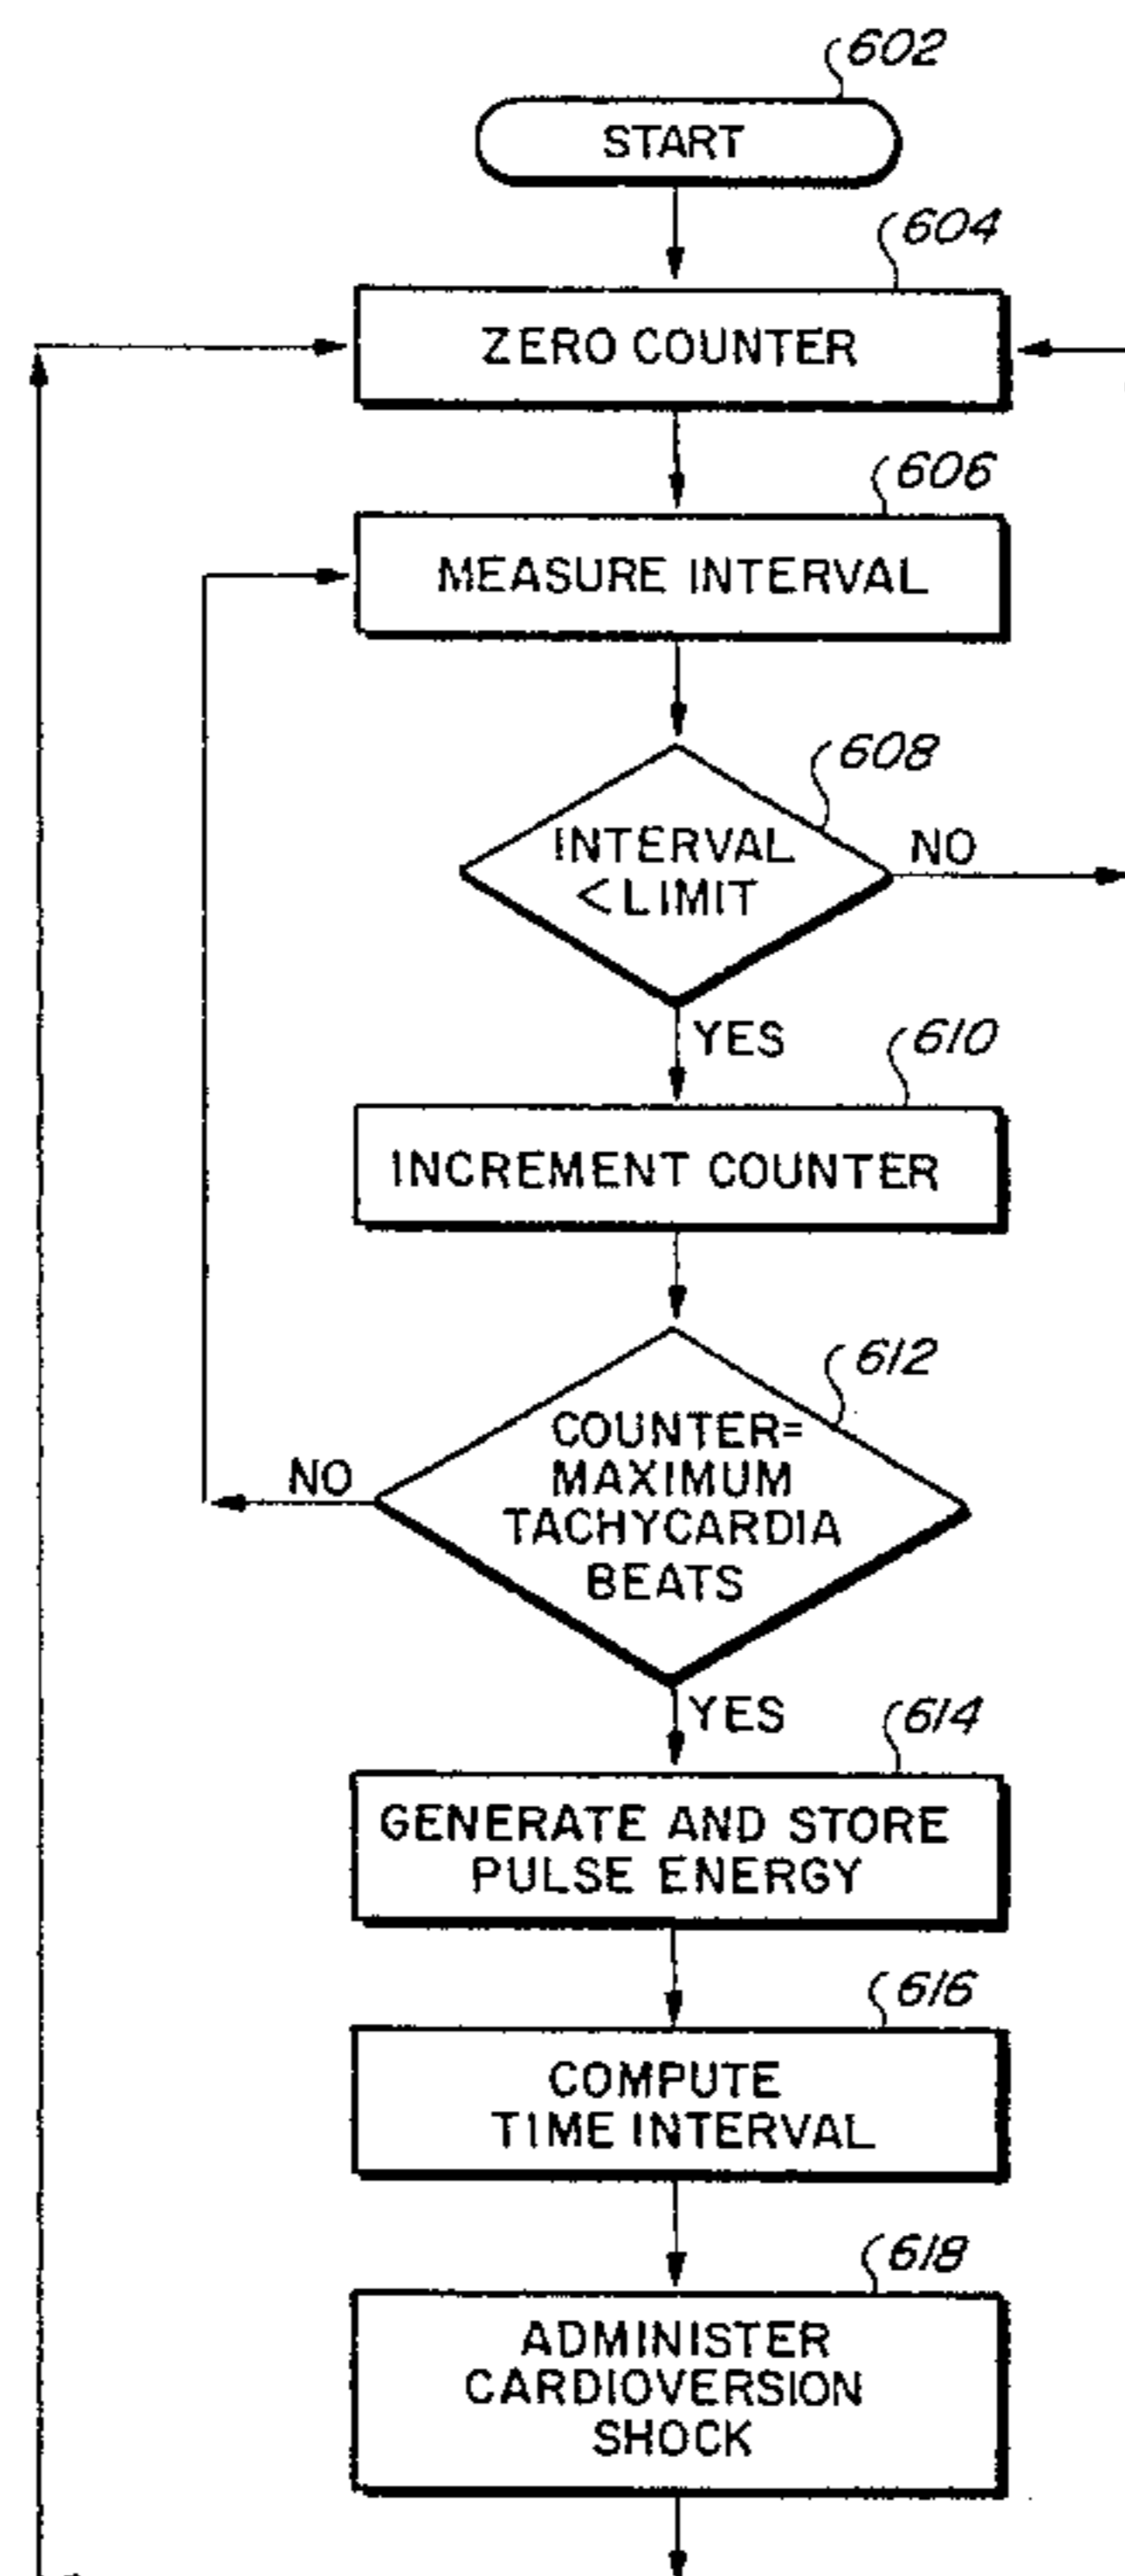 602
START
604
ZERO COUNTER
606
MEASURE INTERVAL
608
INTERVAL
< LIMIT
NO
YES
610
INCREMENT COUNTER
612
COUNTER=
MAXIMUM
TACHYCARDIA
BEATS
NO
YES
614
GENERATE AND STORE
PULSE ENERGY
616
COMPUTE
TIME INTERVAL
618
ADMINISTER
CARDIOVERSION
SHOCK